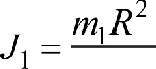 J₁ = m₁R²